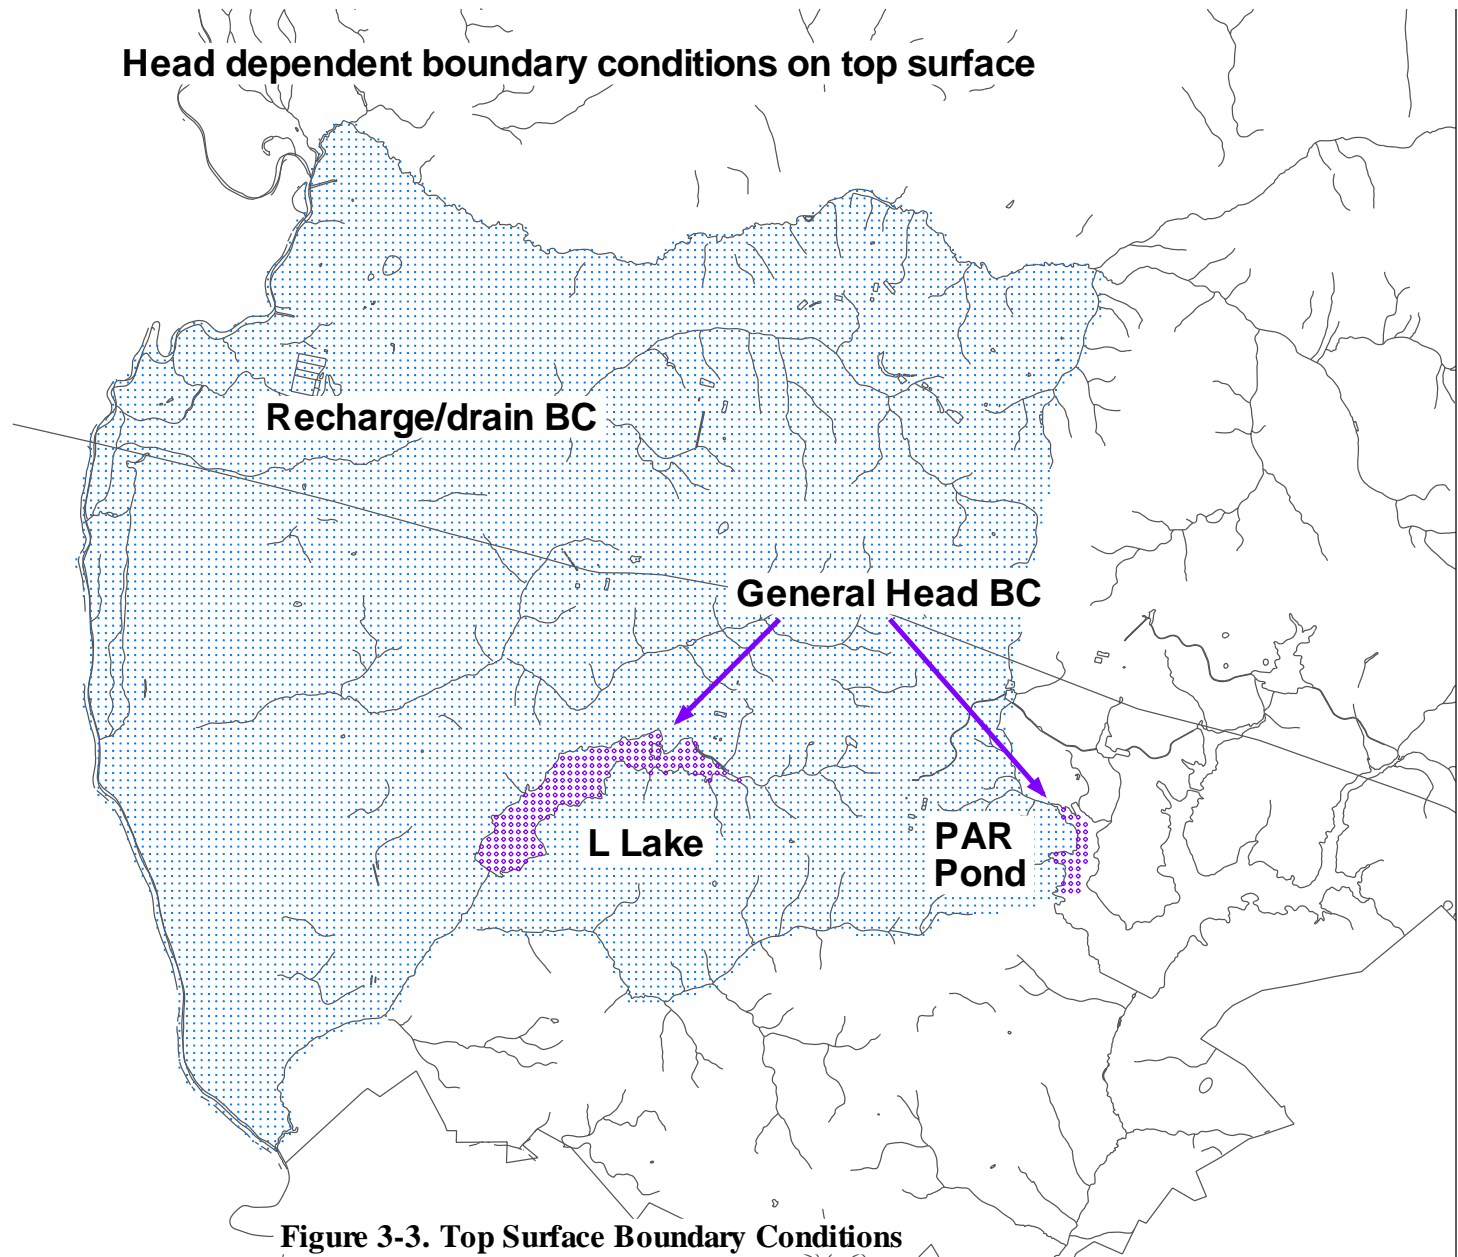 Head dependent boundary conditions on top surface
Recharge/drain BC
General Head BC
L Lake
PAR
Pond
Figure 3-3. Top Surface Boundary Conditions